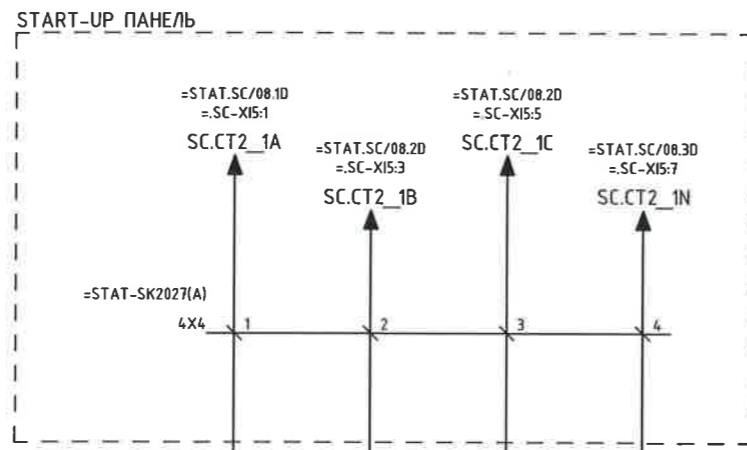 START-UP ПАНЕЛЬ
=STAT.SC/08.1D
=.SC-XI5:1
SC.CT2_1A
=STAT.SC/08.2D
=.SC-XI5:3
SC.CT2_1B
=STAT.SC/08.2D
=.SC-XI5:5
SC.CT2_1C
=STAT.SC/08.3D
=.SC-XI5:7
SC.CT2_1N
=STAT-SK2027(A)
4X4 1 2 3 4